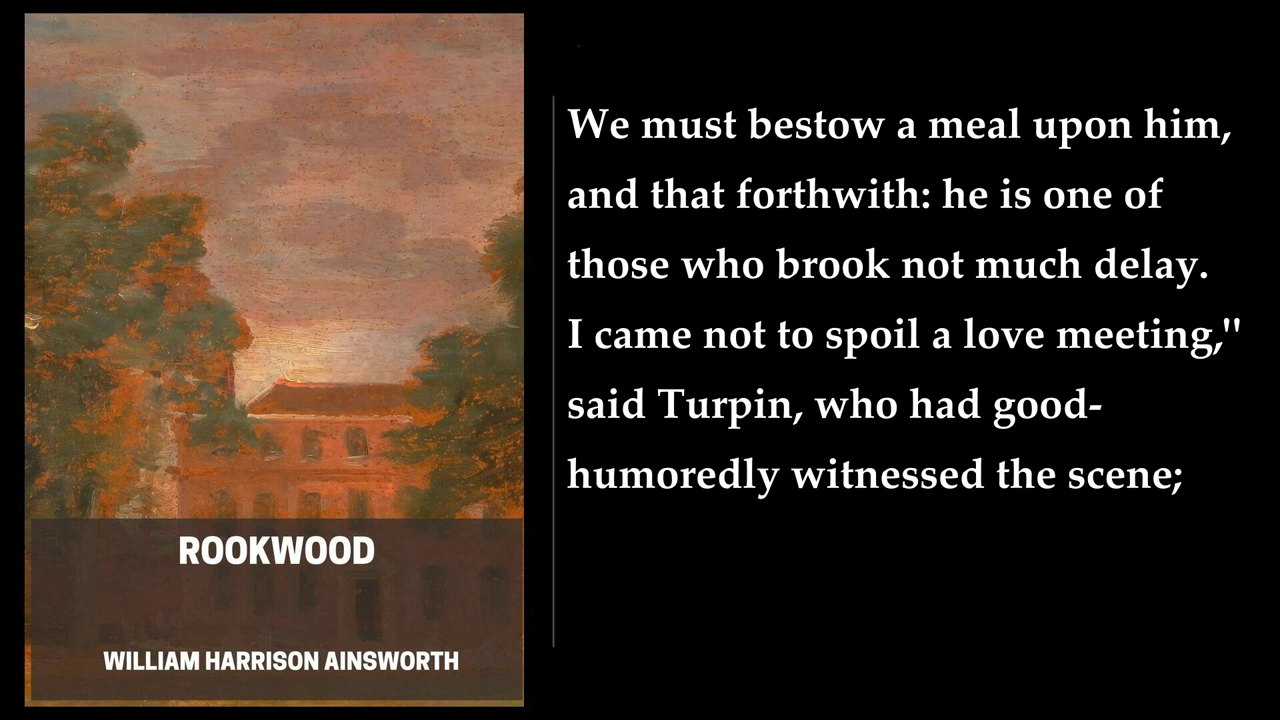 ROOKWOOD
WILLIAM HARRISON AINSWORTH
We must bestow a meal upon him,
and that forthwith: he is one of
those who brook not much delay.
I came not to spoil a love meeting,"
said Turpin, who had good-
humoredly witnessed the scene;